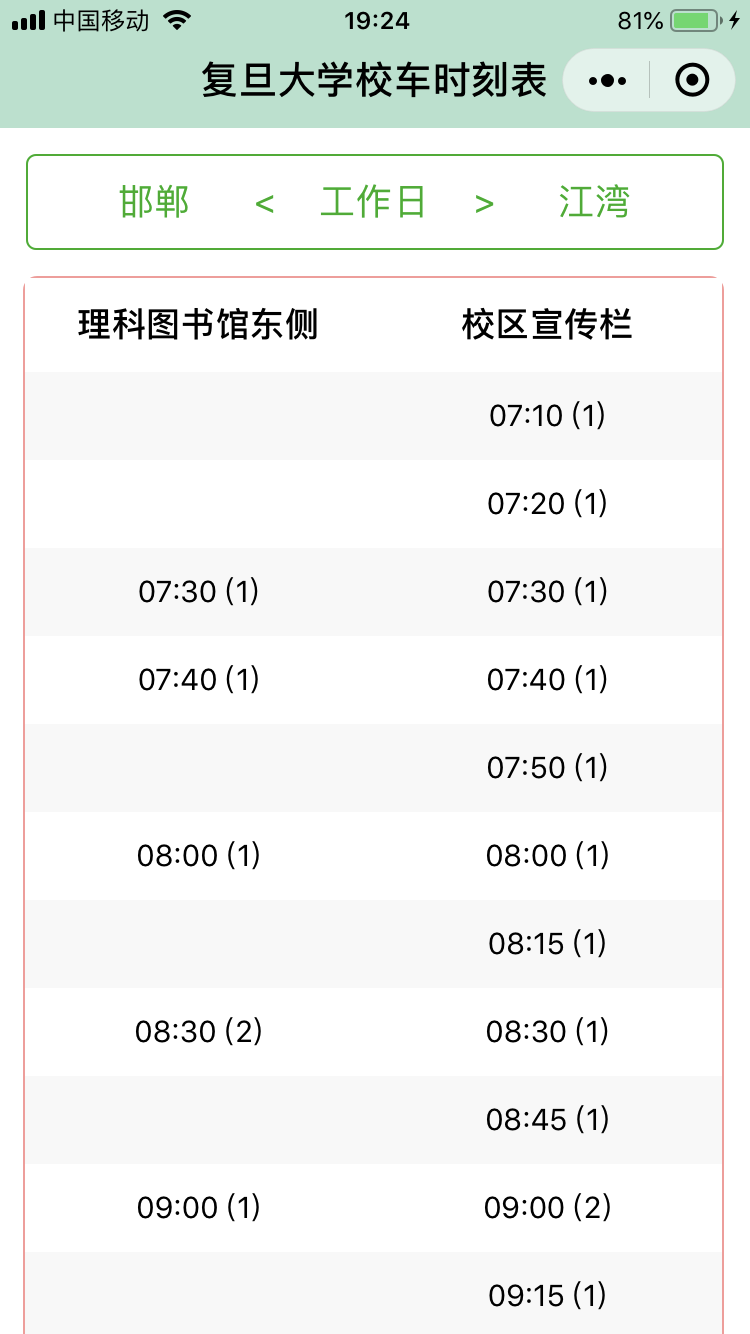 中国移动 19:24 81%
复旦大学校车时刻表
邯郸 < 工作日 > 江湾
理科图书馆东侧 校区宣传栏
07:10 (1)
07:20 (1)
07:30 (1) 07:30 (1)
07:40 (1) 07:40 (1)
07:50 (1)
08:00 (1) 08:00 (1)
08:15 (1)
08:30 (2) 08:30 (1)
08:45 (1)
09:00 (1) 09:00 (2)
09:15 (1)